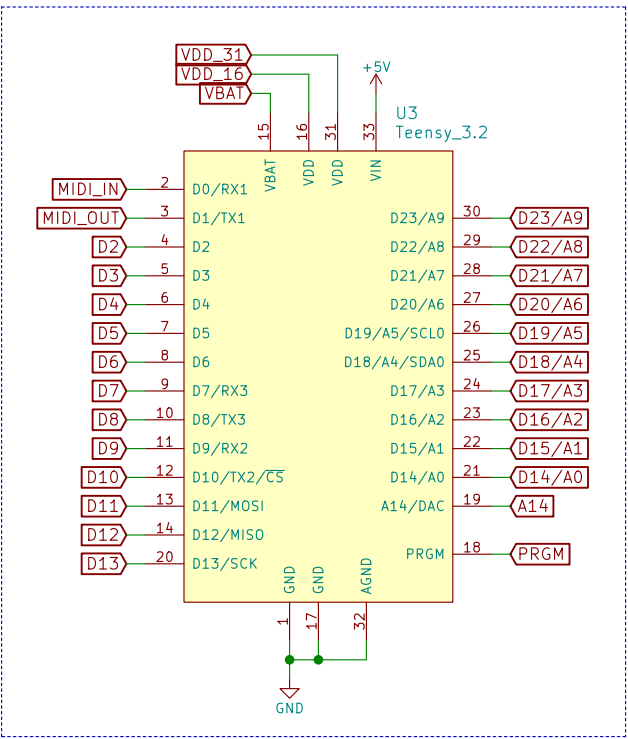 VDD_31
VDD_16
VBAT
+5V
U3
Teensy_3.2
15
16
31
33
VBAT
VDD
VDD
VIN
MIDI_IN 2 D0/RX1
MIDI_OUT 3 D1/TX1
D23/A9 30 D23/A9
D2 4 D2
D22/A8 29 D22/A8
D3 5 D3
D21/A7 28 D21/A7
D4 6 D4
D20/A6 27 D20/A6
D5 7 D5
D19/A5/SCL0 26 D19/A5
D6 8 D6
D18/A4/SDA0 25 D18/A4
D7 9 D7/RX3
D17/A3 24 D17/A3
D8 10 D8/TX3
D16/A2 23 D16/A2
D9 11 D9/RX2
D15/A1 22 D15/A1
D10 12 D10/TX2/CS
D14/A0 21 D14/A0
D11 13 D11/MOSI
A14/DAC 19 A14
D12 14 D12/MISO
PRGM 18 PRGM
D13 20 D13/SCK
GND
GND
AGND
1
17
32
GND